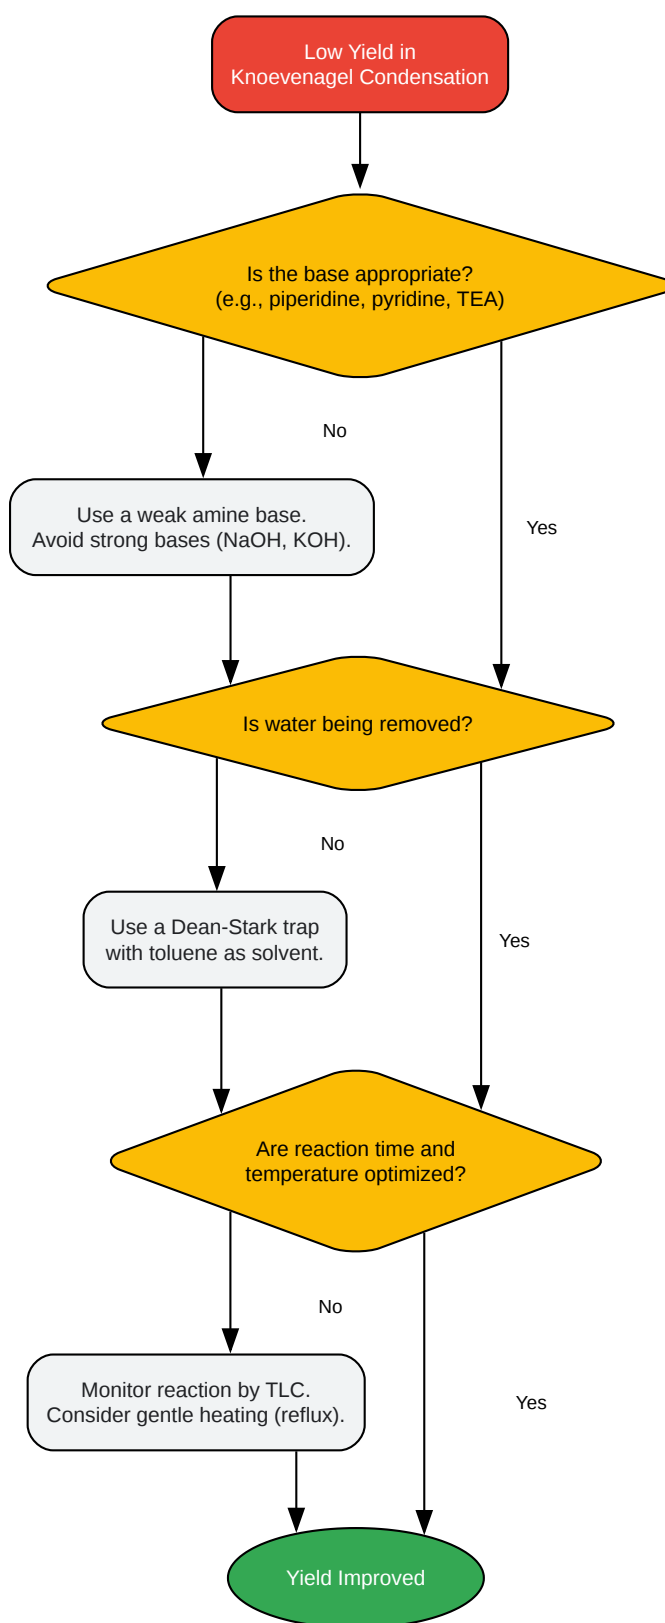 Low Yield in
Knoevenagel Condensation
Is the base appropriate?
(e.g., piperidine, pyridine, TEA)
No
Use a weak amine base.
Avoid strong bases (NaOH, KOH).
Yes
Is water being removed?
No
Use a Dean-Stark trap
with toluene as solvent.
Yes
Are reaction time and
temperature optimized?
No
Monitor reaction by TLC.
Consider gentle heating (reflux).
Yes
Yield Improved